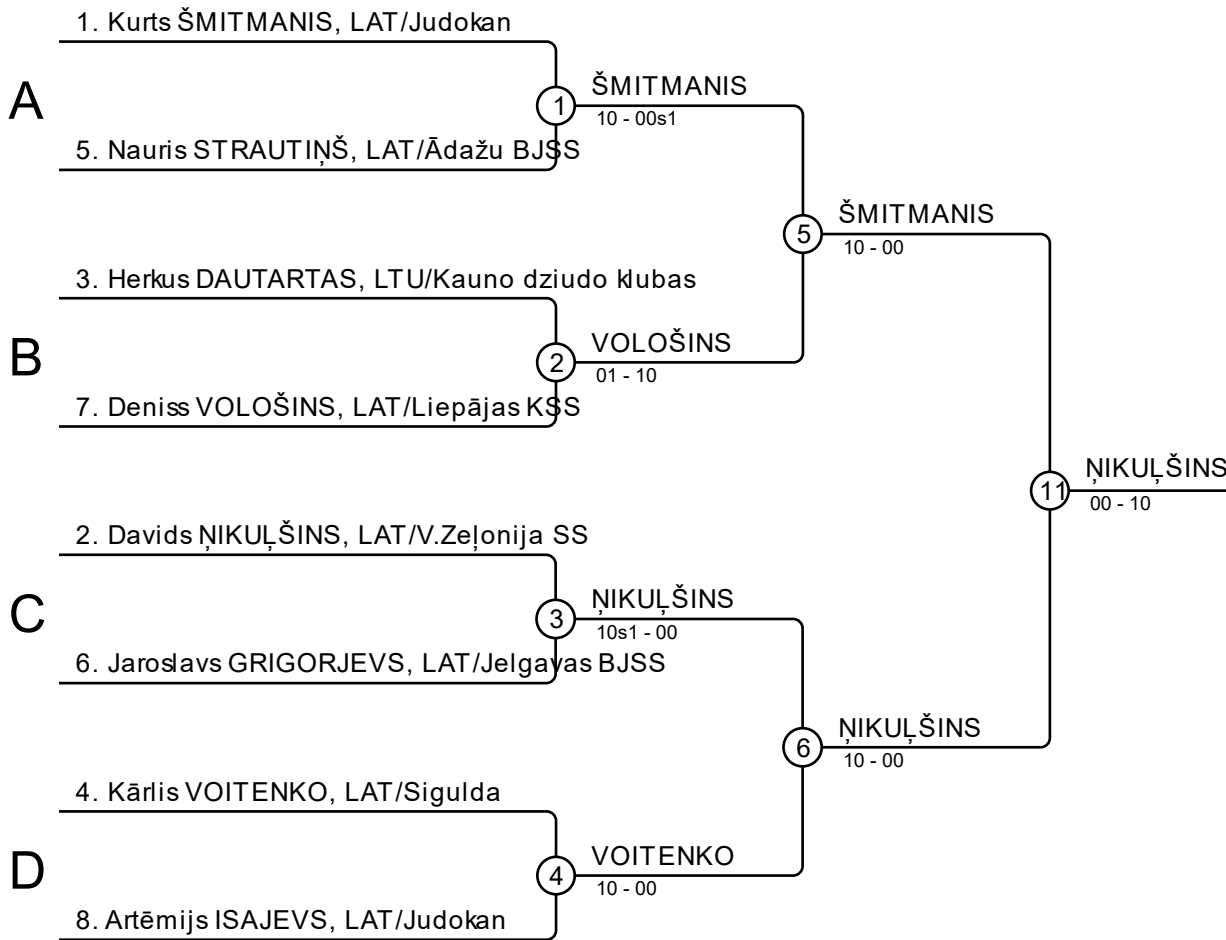 1. Kurts ŠMITMANIS, LAT/Judokan
A
1
ŠMITMANIS
10 - 00s1
5. Nauris STRAUTIŅŠ, LAT/Ādažu BJSS
5
ŠMITMANIS
10 - 00
3. Herkus DAUTARTAS, LTU/Kauno dziudo klubas
B
2
VOLOŠINS
01 - 10
7. Deniss VOLOŠINS, LAT/Liepājas KSS
11
ŅIKUĻŠINS
00 - 10
2. Davids ŅIKUĻŠINS, LAT/V.Zeļonija SS
C
3
ŅIKUĻŠINS
10s1 - 00
6. Jaroslavs GRIGORJEVS, LAT/Jelgavas BJSS
6
ŅIKUĻŠINS
10 - 00
4. Kārlis VOITENKO, LAT/Sigulda
D
4
VOITENKO
10 - 00
8. Artēmijs ISAJEVS, LAT/Judokan